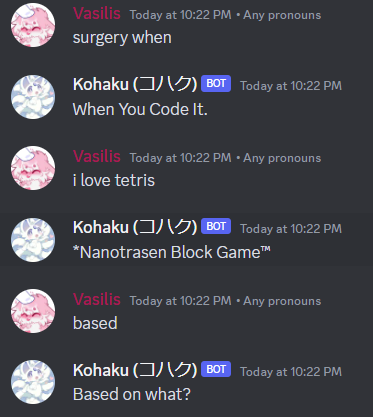 Vasilis Today at 10:22 PM • Any pronouns
surgery when
Kohaku (コハク) BOT Today at 10:22 PM
When You Code It.
Vasilis Today at 10:22 PM • Any pronouns
i love tetris
Kohaku (コハク) BOT Today at 10:22 PM
*Nanotrasen Block Game™
Vasilis Today at 10:22 PM • Any pronouns
based
Kohaku (コハク) BOT Today at 10:22 PM
Based on what?